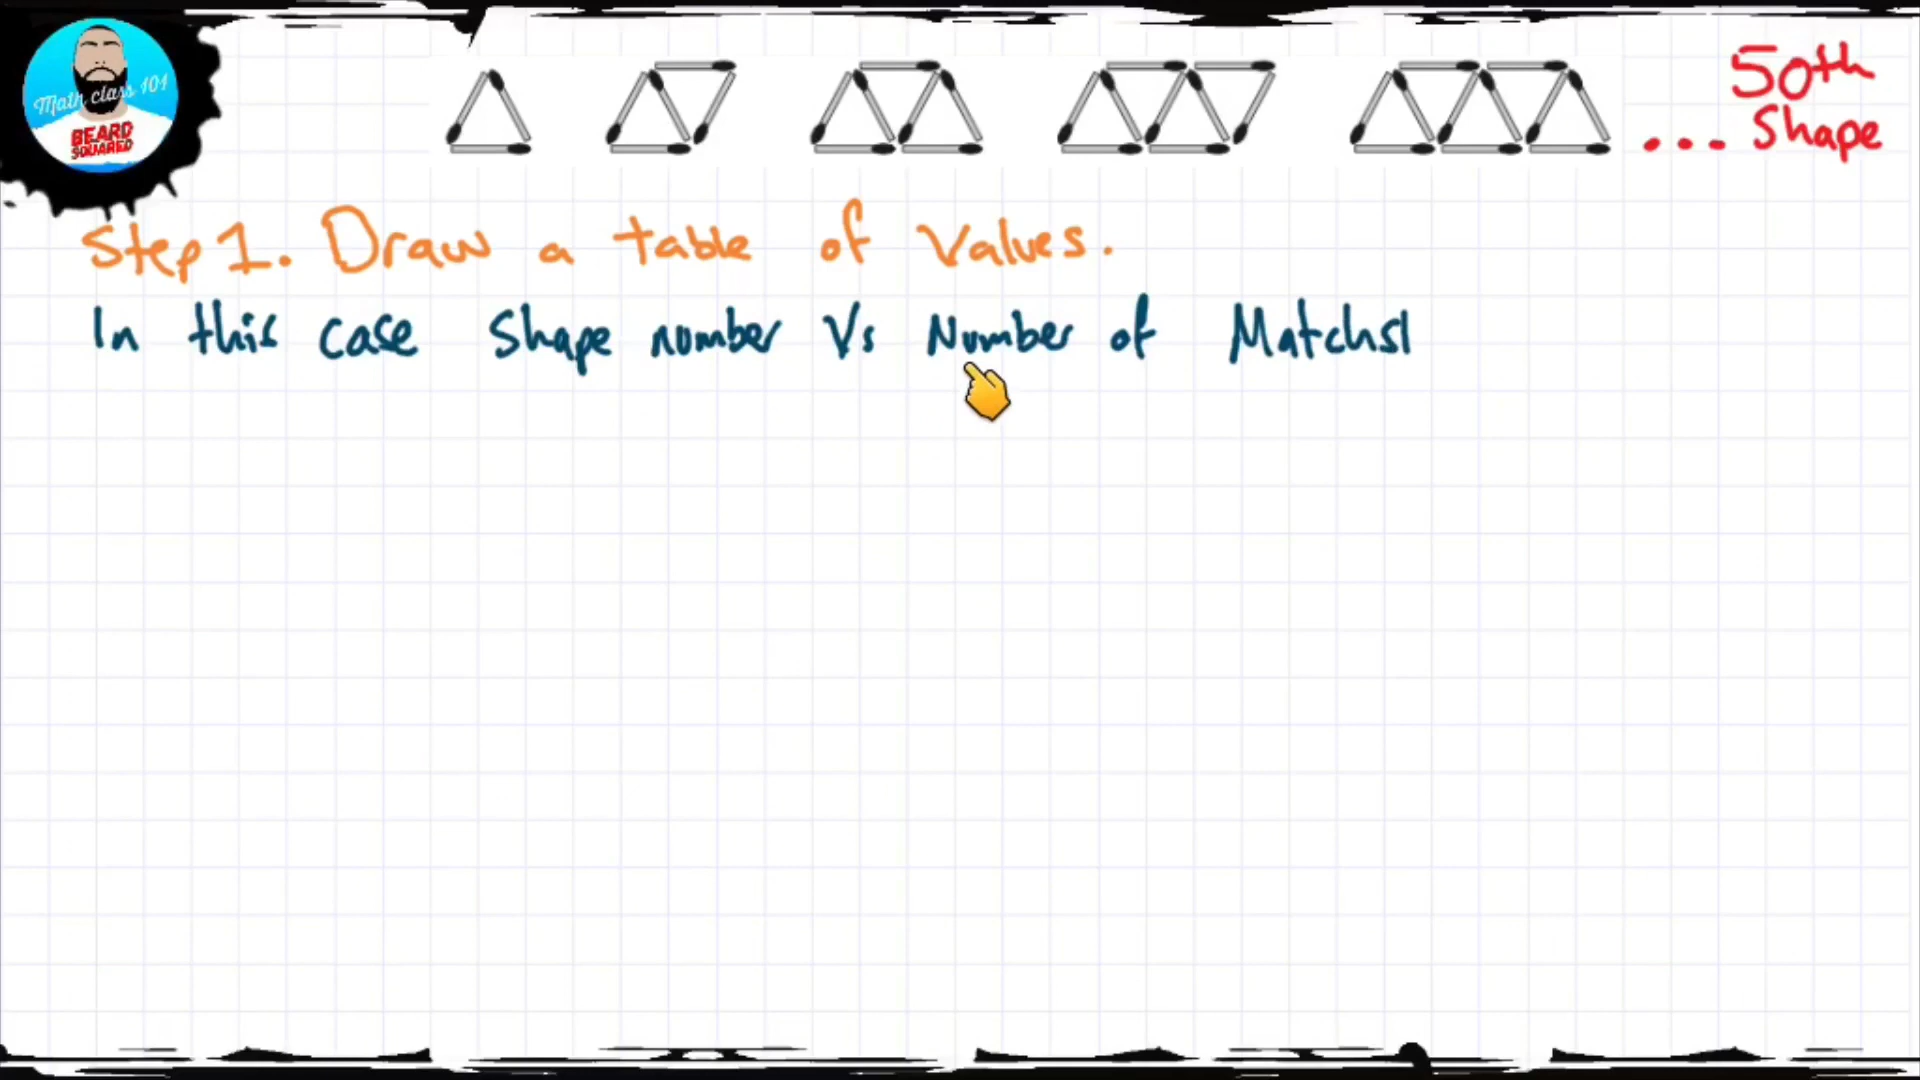 Math class 101
BEARD
SQUARED
50th
... Shape
Step 1. Draw a table of Values.
In this case Shape number Vs Number of Matchsl